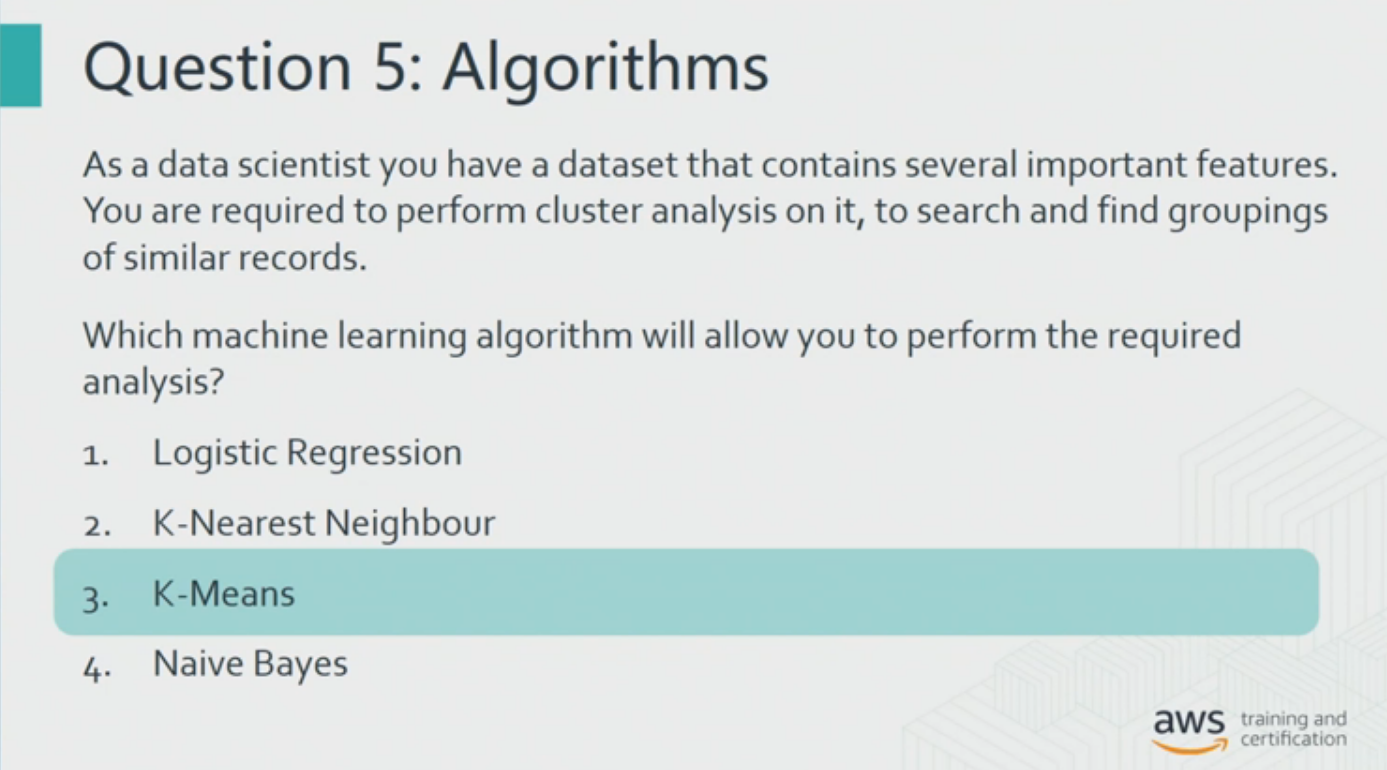 Question 5: Algorithms
As a data scientist you have a dataset that contains several important features.
You are required to perform cluster analysis on it, to search and find groupings
of similar records.
Which machine learning algorithm will allow you to perform the required
analysis?
1. Logistic Regression
2. K-Nearest Neighbour
3. K-Means
4. Naive Bayes
aws training and
certification